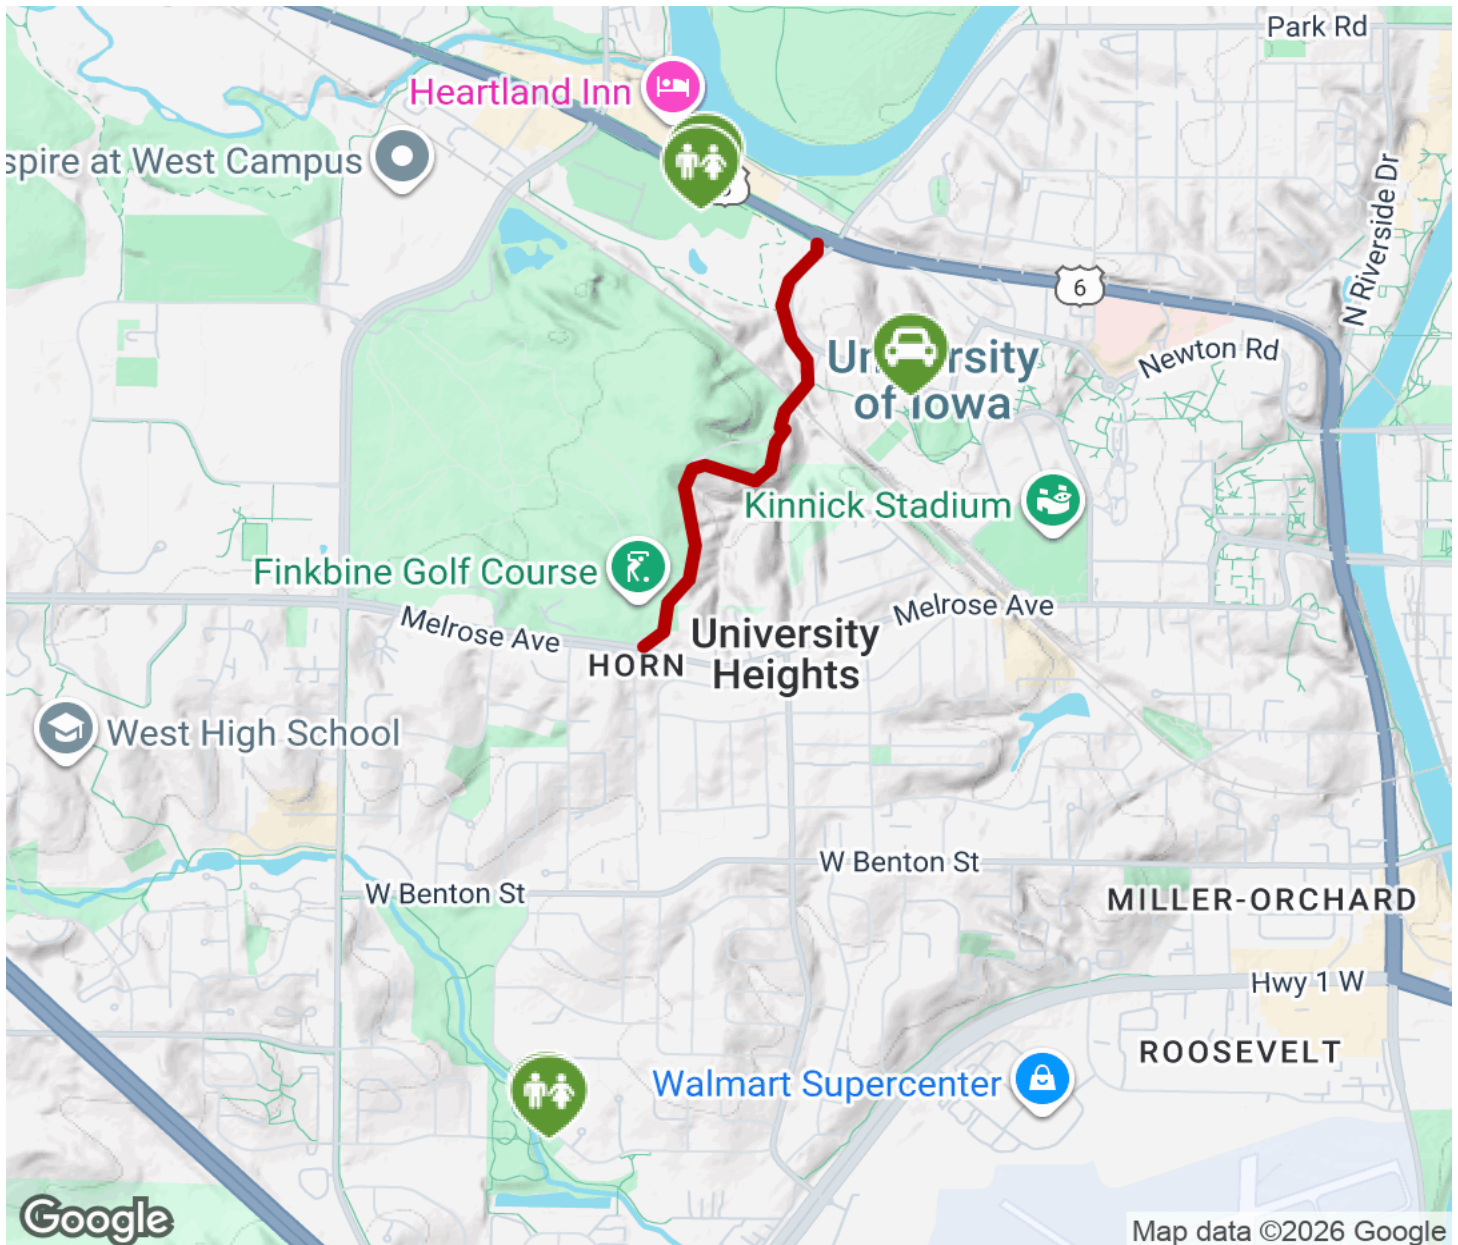 Park Rd
Heartland Inn
spire at West Campus
N Riverside Dr
6
University
of Iowa
Newton Rd
Kinnick Stadium
Finkbine Golf Course
Melrose Ave
Melrose Ave
HORN
University
Heights
West High School
W Benton St
W Benton St
MILLER-ORCHARD
Hwy 1 W
ROOSEVELT
Walmart Supercenter
Google
Map data ©2026 Google